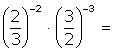 (2/3)⁻² · (3/2)⁻³ =